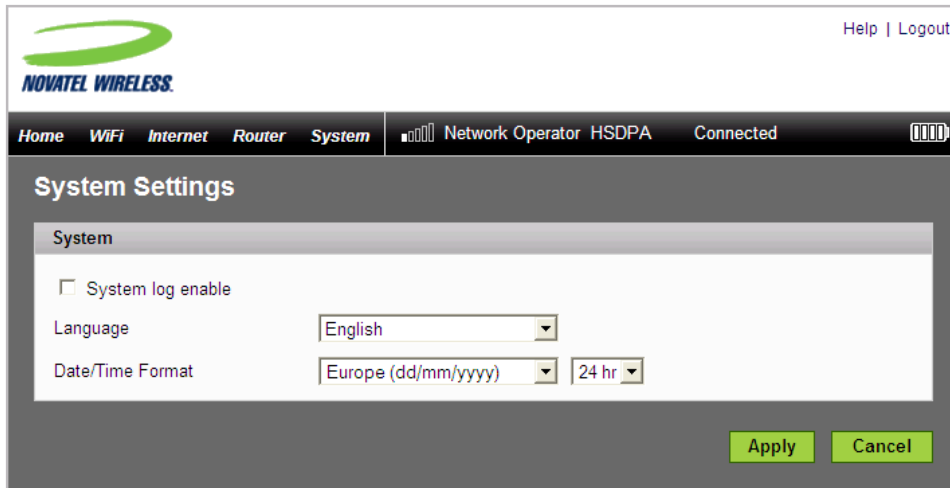 Help | Logout
NOVATEL WIRELESS.
Home WiFi Internet Router System Network Operator HSDPA Connected
System Settings
System
System log enable
Language English
Date/Time Format Europe (dd/mm/yyyy) 24 hr
Apply Cancel